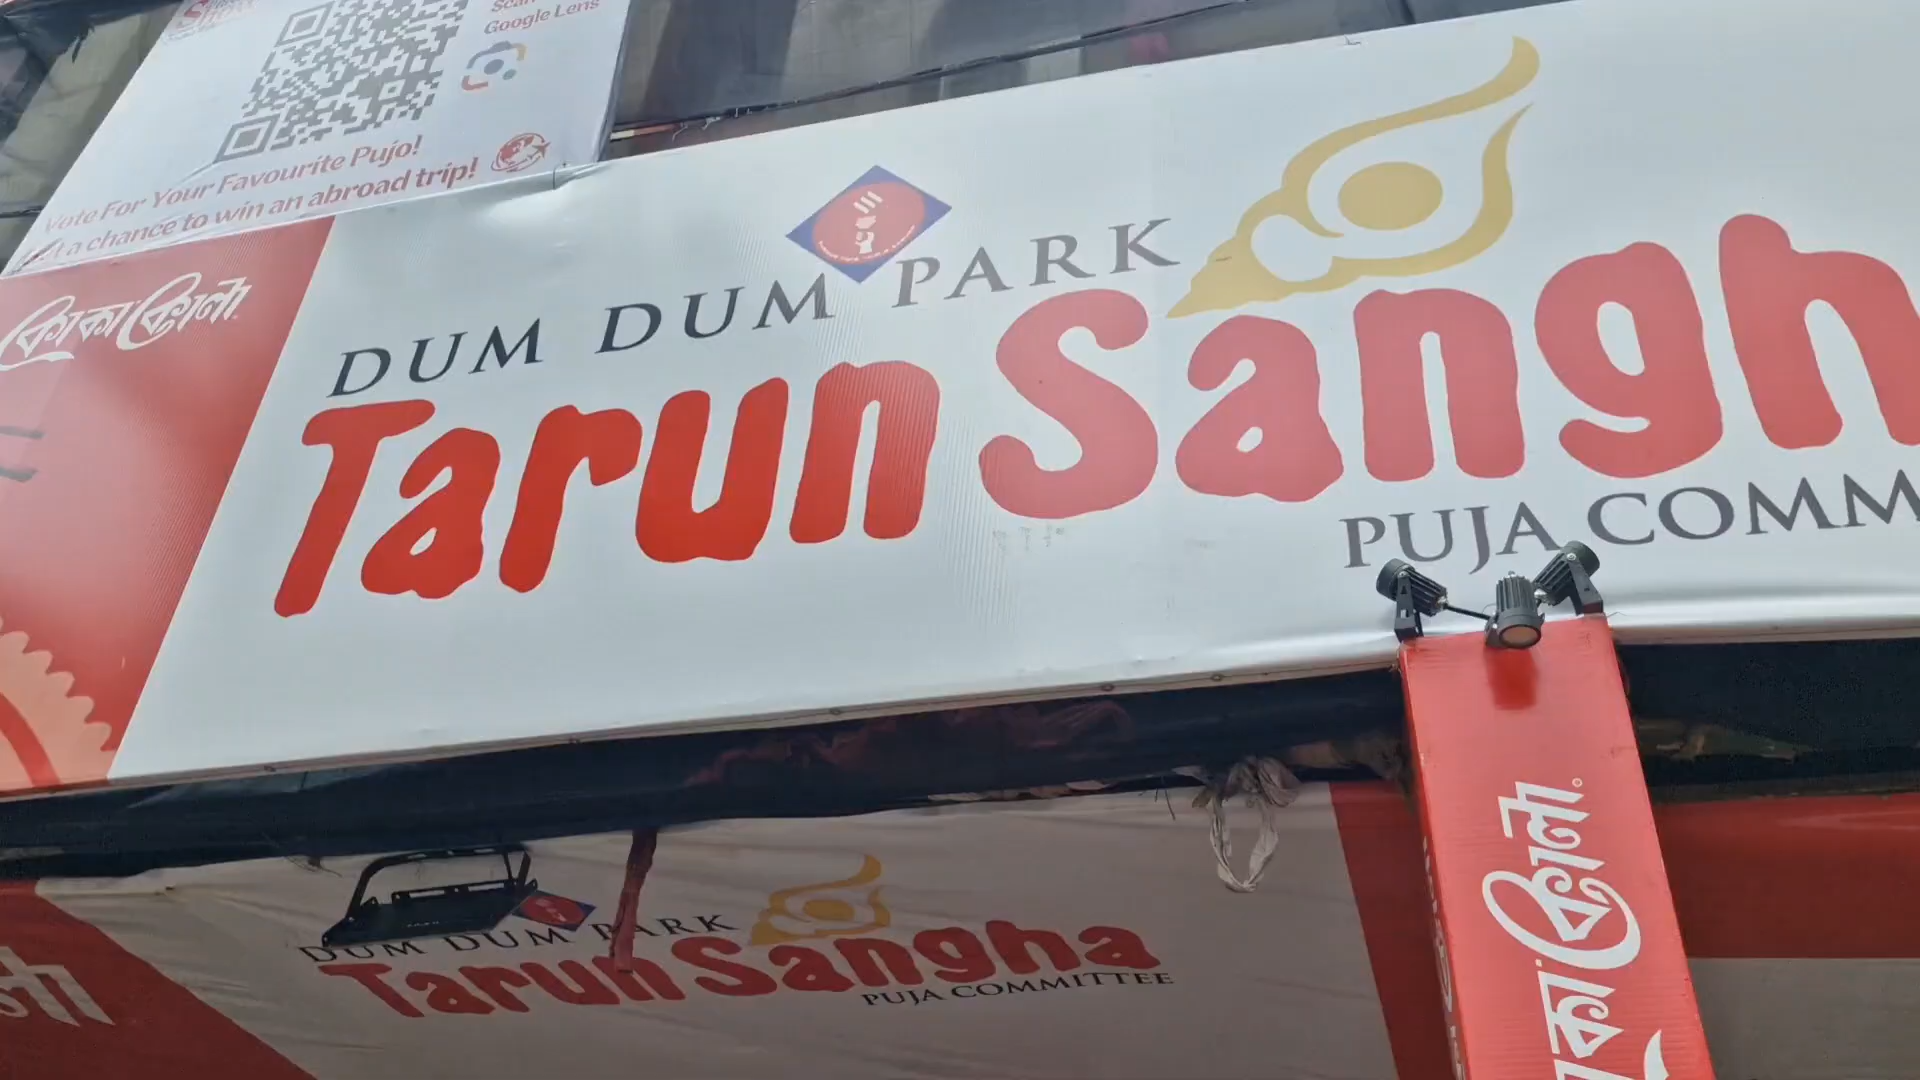 Google Lens
Vote For Your Favourite Pujo!
a chance to win an abroad trip!
কোকা কোলা
DUM DUM PARK
Tarun Sangh
PUJA COMM
DUM DUM PARK
Tarun Sangha
PUJA COMMITTEE
কোকা কোলা